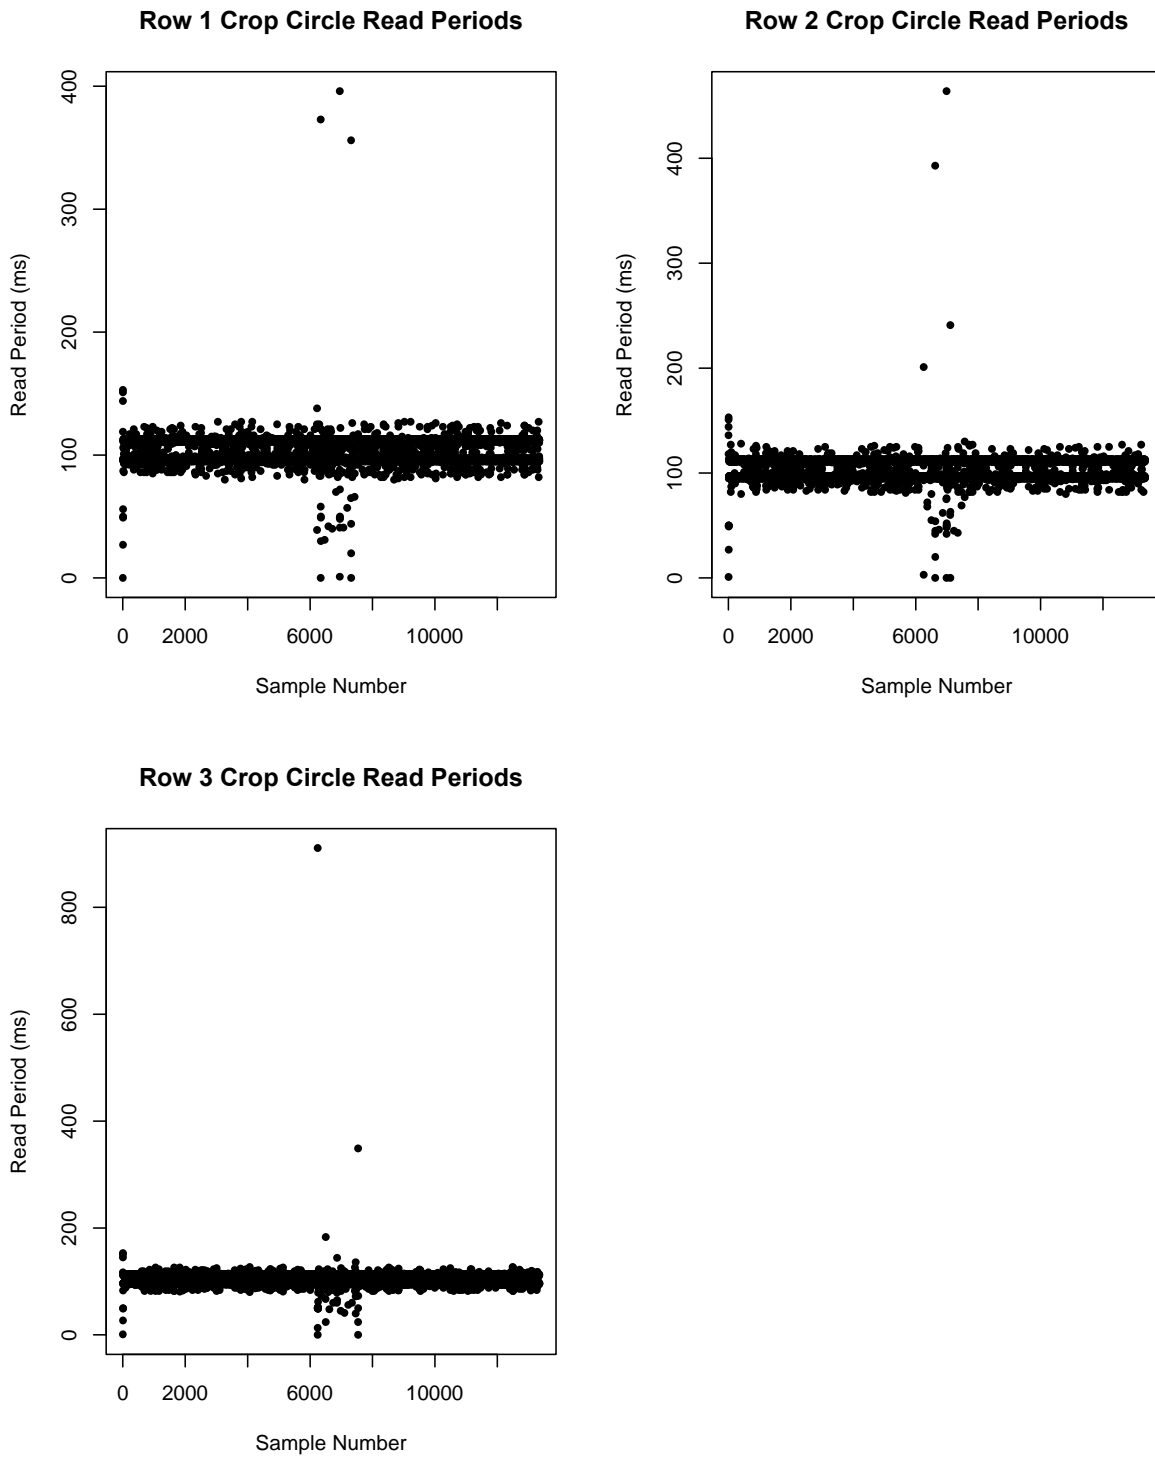 Row 1 Crop Circle Read Periods
Read Period (ms)
400
300
200
100
0
0 2000 6000 10000
Sample Number
Row 2 Crop Circle Read Periods
Read Period (ms)
400
300
200
100
0
0 2000 6000 10000
Sample Number
Row 3 Crop Circle Read Periods
Read Period (ms)
800
600
400
200
0
0 2000 6000 10000
Sample Number